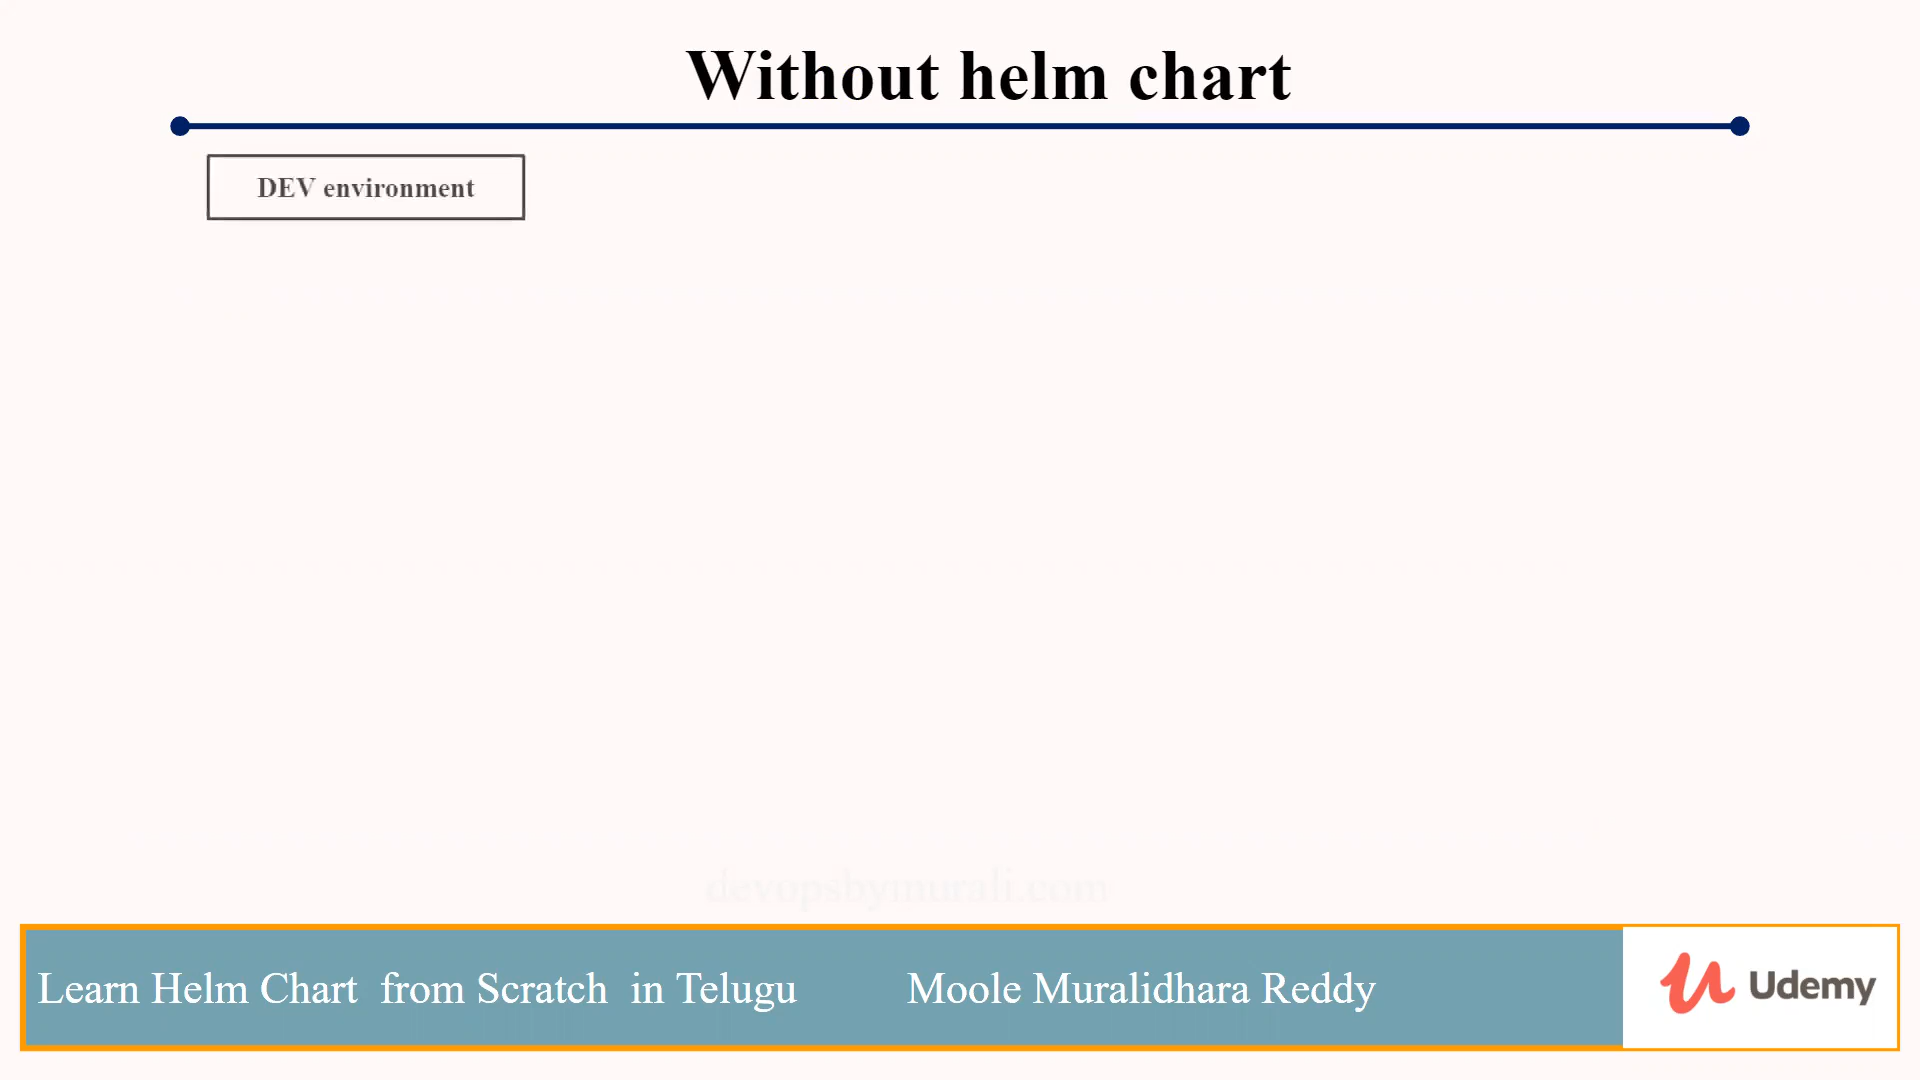 Without helm chart
DEV environment
devopsbymurali.com
Learn Helm Chart from Scratch in Telugu Moole Muralidhara Reddy
Udemy